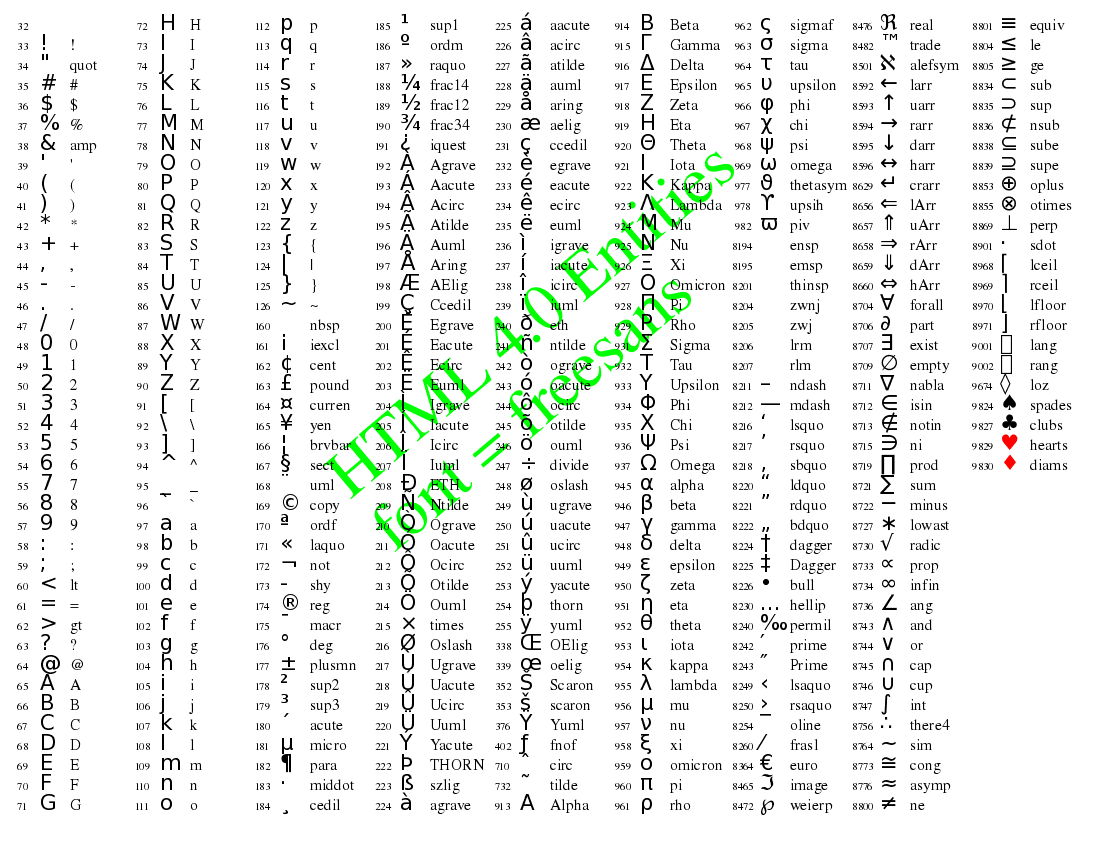 HTML 4.0 Entities
font = freesans
32
33 ! !
34 " quot
35 # #
36 $ $
37 % %
38 & amp
39 ' '
40 ( (
41 ) )
42 * *
43 + +
44 , ,
45 - -
46 . .
47 / /
48 0 0
49 1 1
50 2 2
51 3 3
52 4 4
53 5 5
54 6 6
55 7 7
56 8 8
57 9 9
58 : :
59 ; ;
60 < lt
61 = =
62 > gt
63 ? ?
64 @ @
65 A A
66 B B
67 C C
68 D D
69 E E
70 F F
71 G G
72 H H
73 I I
74 J J
75 K K
76 L L
77 M M
78 N N
79 O O
80 P P
81 Q Q
82 R R
83 S S
84 T T
85 U U
86 V V
87 W W
88 X X
89 Y Y
90 Z Z
91 [ [
92 \ \
93 ] ]
94 ^ ^
95 _ _
96 ` `
97 a a
98 b b
99 c c
100 d d
101 e e
102 f f
103 g g
104 h h
105 i i
106 j j
107 k k
108 l l
109 m m
110 n n
111 o o
112 p p
113 q q
114 r r
115 s s
116 t t
117 u u
118 v v
119 w w
120 x x
121 y y
122 z z
123 { {
124 | |
125 } }
126 ~ ~
160 nbsp
161 ¡ iexcl
162 ¢ cent
163 £ pound
164 ¤ curren
165 ¥ yen
166 ¦ brvbar
167 § sect
168 ¨ uml
169 © copy
170 ª ordf
171 « laquo
172 ¬ not
173 - shy
174 ® reg
175 ¯ macr
176 ° deg
177 ± plusmn
178 ² sup2
179 ³ sup3
180 ´ acute
181 µ micro
182 ¶ para
183 · middot
184 ¸ cedil
185 ¹ sup1
186 º ordm
187 » raquo
188 ¼ frac14
189 ½ frac12
190 ¾ frac34
191 ¿ iquest
192 À Agrave
193 Á Aacute
194 Â Acirc
195 Ã Atilde
196 Ä Auml
197 Å Aring
198 Æ AElig
199 Ç Ccedil
200 È Egrave
201 É Eacute
202 Ê Ecirc
203 Ë Euml
204 Ì Igrave
205 Í Iacute
206 Î Icirc
207 Ï Iuml
208 Ð ETH
209 Ñ Ntilde
210 Ò Ograve
211 Ó Oacute
212 Ô Ocirc
213 Õ Otilde
214 Ö Ouml
215 × times
216 Ø Oslash
217 Ù Ugrave
218 Ú Uacute
219 Û Ucirc
220 Ü Uuml
221 Ý Yacute
222 Þ THORN
223 ß szlig
224 à agrave
225 á aacute
226 â acirc
227 ã atilde
228 ä auml
229 å aring
230 æ aelig
231 ç ccedil
232 è egrave
233 é eacute
234 ê ecirc
235 ë euml
236 ì igrave
237 í iacute
238 î icirc
239 ï iuml
240 ð eth
241 ñ ntilde
242 ò ograve
243 ó oacute
244 ô ocirc
245 õ otilde
246 ö ouml
247 ÷ divide
248 ø oslash
249 ù ugrave
250 ú uacute
251 û ucirc
252 ü uuml
253 ý yacute
254 þ thorn
255 ÿ yuml
338 Œ OElig
339 œ oelig
352 Š Scaron
353 š scaron
376 Ÿ Yuml
402 ƒ fnof
710 ˆ circ
732 ˜ tilde
913 Α Alpha
914 Β Beta
915 Γ Gamma
916 Δ Delta
917 Ε Epsilon
918 Ζ Zeta
919 Η Eta
920 Θ Theta
921 Ι Iota
922 Κ Kappa
923 Λ Lambda
924 Μ Mu
925 Ν Nu
926 Ξ Xi
927 Ο Omicron
928 Π Pi
929 Ρ Rho
931 Σ Sigma
932 Τ Tau
933 Υ Upsilon
934 Φ Phi
935 Χ Chi
936 Ψ Psi
937 Ω Omega
945 α alpha
946 β beta
947 γ gamma
948 δ delta
949 ε epsilon
950 ζ zeta
951 η eta
952 θ theta
953 ι iota
954 κ kappa
955 λ lambda
956 μ mu
957 ν nu
958 ξ xi
959 ο omicron
960 π pi
961 ρ rho
962 ς sigmaf
963 σ sigma
964 τ tau
965 υ upsilon
966 φ phi
967 χ chi
968 ψ psi
969 ω omega
977 ϑ thetasym
978 ϒ upsih
982 ϖ piv
8194 ensp
8195 emsp
8201 thinsp
8204 zwnj
8205 zwj
8206 lrm
8207 rlm
8211 – ndash
8212 — mdash
8216 ‘ lsquo
8217 ’ rsquo
8218 ‚ sbquo
8220 “ ldquo
8221 ” rdquo
8222 „ bdquo
8224 † dagger
8225 ‡ Dagger
8226 • bull
8230 … hellip
8240 ‰ permil
8242 ′ prime
8243 ″ Prime
8249 ‹ lsaquo
8250 › rsaquo
8254 ‾ oline
8260 ⁄ frasl
8364 € euro
8465 ℑ image
8472 ℘ weierp
8476 ℜ real
8482 ™ trade
8501 ℵ alefsym
8592 ← larr
8593 ↑ uarr
8594 → rarr
8595 ↓ darr
8596 ↔ harr
8629 ↵ crarr
8656 ⇐ lArr
8657 ⇑ uArr
8658 ⇒ rArr
8659 ⇓ dArr
8660 ⇔ hArr
8704 ∀ forall
8706 ∂ part
8707 ∃ exist
8709 ∅ empty
8711 ∇ nabla
8712 ∈ isin
8713 ∉ notin
8715 ∋ ni
8719 ∏ prod
8721 ∑ sum
8722 − minus
8727 ∗ lowast
8730 √ radic
8733 ∝ prop
8734 ∞ infin
8736 ∠ ang
8743 ∧ and
8744 ∨ or
8745 ∩ cap
8746 ∪ cup
8747 ∫ int
8756 ∴ there4
8764 ∼ sim
8773 ≅ cong
8776 ≈ asymp
8800 ≠ ne
8801 ≡ equiv
8804 ≤ le
8805 ≥ ge
8834 ⊂ sub
8835 ⊃ sup
8836 ⊄ nsub
8838 ⊆ sube
8839 ⊇ supe
8853 ⊕ oplus
8855 ⊗ otimes
8869 ⊥ perp
8901 ⋅ sdot
8968 ⌈ lceil
8969 ⌉ rceil
8970 ⌊ lfloor
8971 ⌋ rfloor
9001 lang
9002 rang
9674 ◊ loz
9824 ♠ spades
9827 ♣ clubs
9829 ♥ hearts
9830 ♦ diams